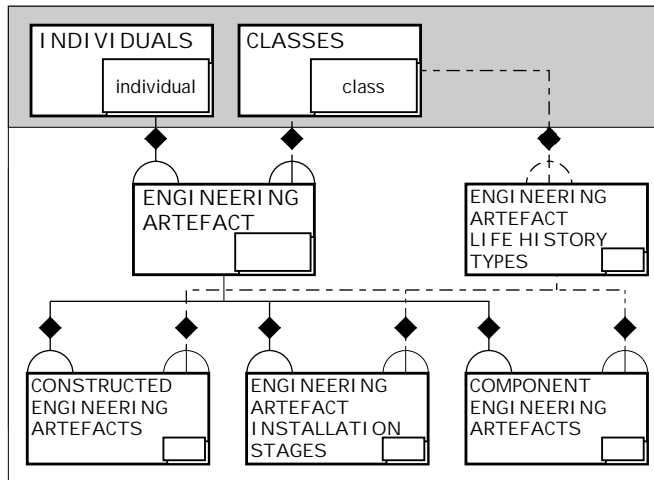 INDIVIDUALS
individual
CLASSES
class
ENGINEERING
ARTEFACT
ENGINEERING
ARTEFACT
LIFE HISTORY
TYPES
CONSTRUCTED
ENGINEERING
ARTEFACTS
ENGINEERING
ARTEFACT
INSTALLATION
STAGES
COMPONENT
ENGINEERING
ARTEFACTS